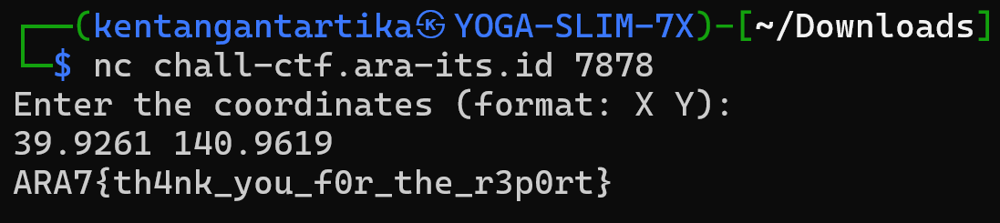 ┌──(kentangantartika㉿YOGA-SLIM-7X)-[~/Downloads]
└─$ nc chall-ctf.ara-its.id 7878
Enter the coordinates (format: X Y):
39.9261 140.9619
ARA7{th4nk_you_f0r_the_r3p0rt}